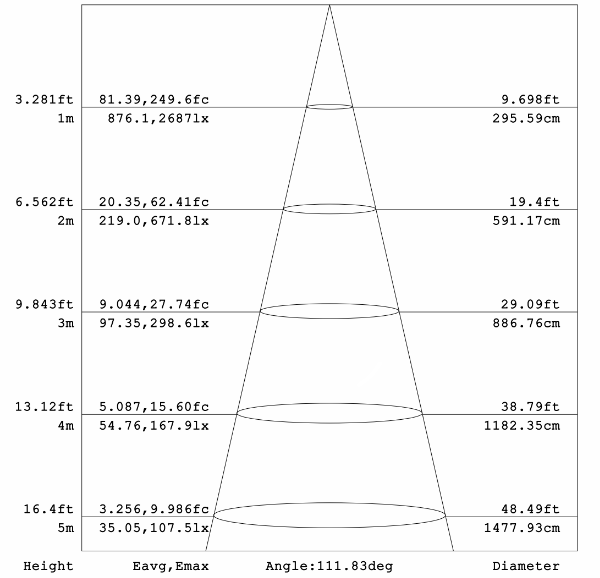 3.281ft 81.39,249.6fc 9.698ft
1m 876.1,2687lx 295.59cm
6.562ft 20.35,62.41fc 19.4ft
2m 219.0,671.8lx 591.17cm
9.843ft 9.044,27.74fc 29.09ft
3m 97.35,298.6lx 886.76cm
13.12ft 5.087,15.60fc 38.79ft
4m 54.76,167.9lx 1182.35cm
16.4ft 3.256,9.986fc 48.49ft
5m 35.05,107.5lx 1477.93cm
Height Eavg,Emax Angle:111.83deg Diameter